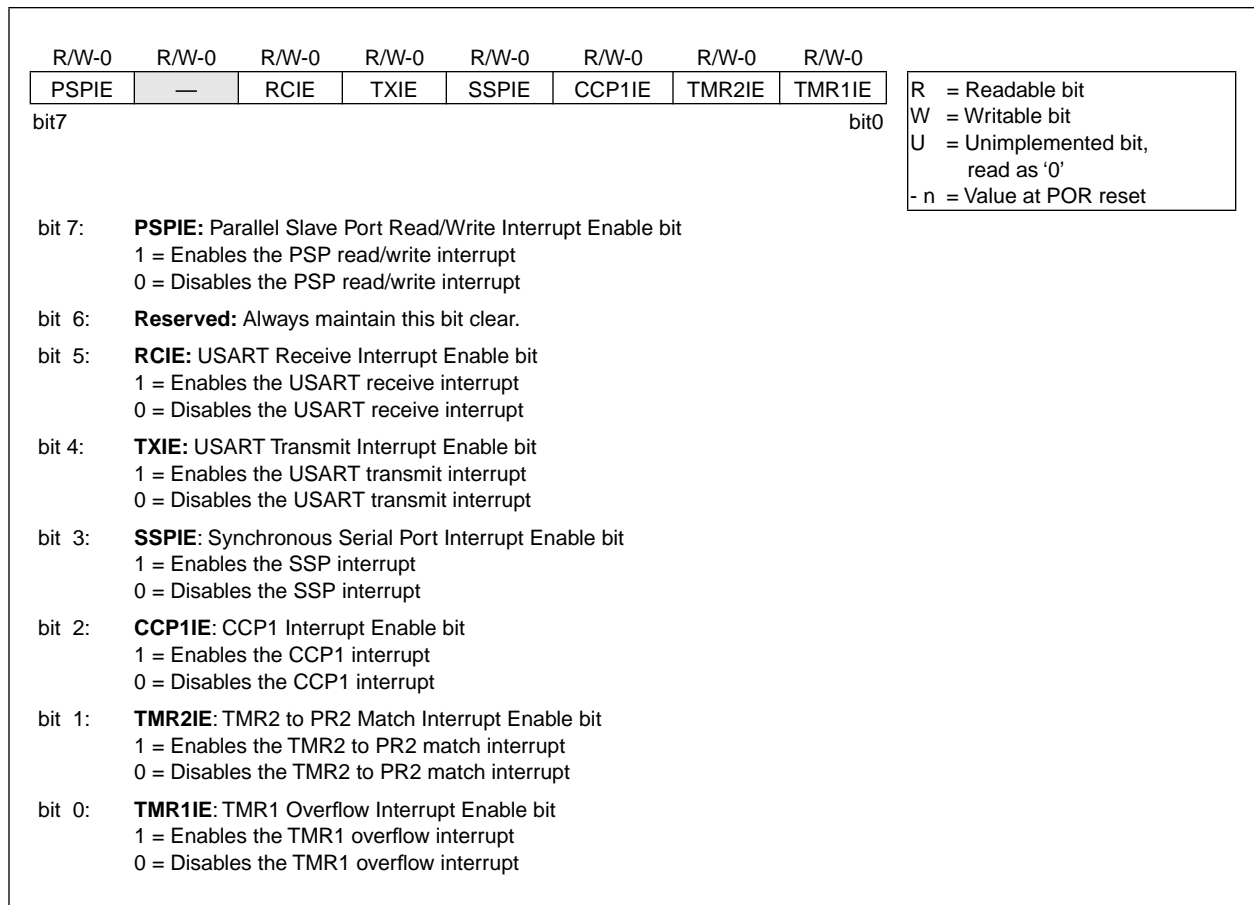 R/W-0 R/W-0 R/W-0 R/W-0 R/W-0 R/W-0 R/W-0 R/W-0
PSPIE — RCIE TXIE SSPIE CCP1IE TMR2IE TMR1IE
bit7 bit0
R = Readable bit
W = Writable bit
U = Unimplemented bit,
read as ‘0’
- n = Value at POR reset
bit 7: PSPIE: Parallel Slave Port Read/Write Interrupt Enable bit
1 = Enables the PSP read/write interrupt
0 = Disables the PSP read/write interrupt
bit 6: Reserved: Always maintain this bit clear.
bit 5: RCIE: USART Receive Interrupt Enable bit
1 = Enables the USART receive interrupt
0 = Disables the USART receive interrupt
bit 4: TXIE: USART Transmit Interrupt Enable bit
1 = Enables the USART transmit interrupt
0 = Disables the USART transmit interrupt
bit 3: SSPIE: Synchronous Serial Port Interrupt Enable bit
1 = Enables the SSP interrupt
0 = Disables the SSP interrupt
bit 2: CCP1IE: CCP1 Interrupt Enable bit
1 = Enables the CCP1 interrupt
0 = Disables the CCP1 interrupt
bit 1: TMR2IE: TMR2 to PR2 Match Interrupt Enable bit
1 = Enables the TMR2 to PR2 match interrupt
0 = Disables the TMR2 to PR2 match interrupt
bit 0: TMR1IE: TMR1 Overflow Interrupt Enable bit
1 = Enables the TMR1 overflow interrupt
0 = Disables the TMR1 overflow interrupt